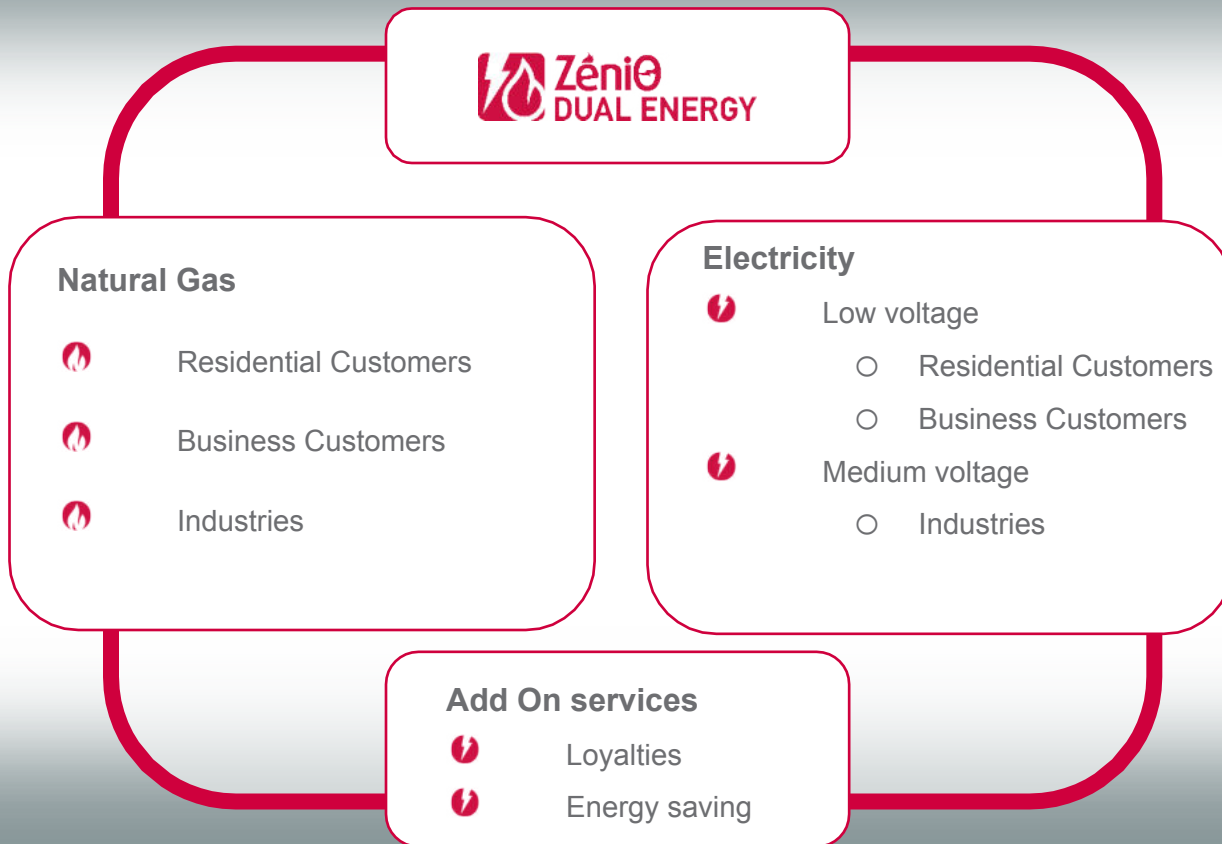 ZéniΘ
DUAL ENERGY
Natural Gas
Residential Customers
Business Customers
Industries
Electricity
Low voltage
Residential Customers
Business Customers
Medium voltage
Industries
Add On services
Loyalties
Energy saving